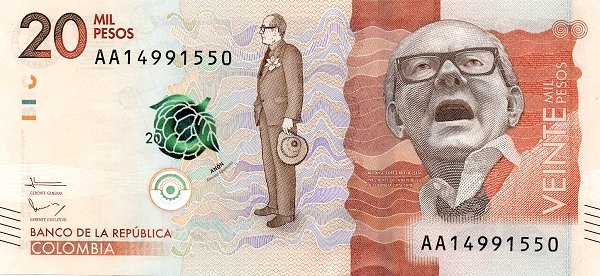 20 MIL
PESOS
AA14991550
20
GERENTE GENERAL
GERENTE EJECUTIVO
BANCO DE LA REPÚBLICA
COLOMBIA
VEINTE MIL
PESOS
AA14991550